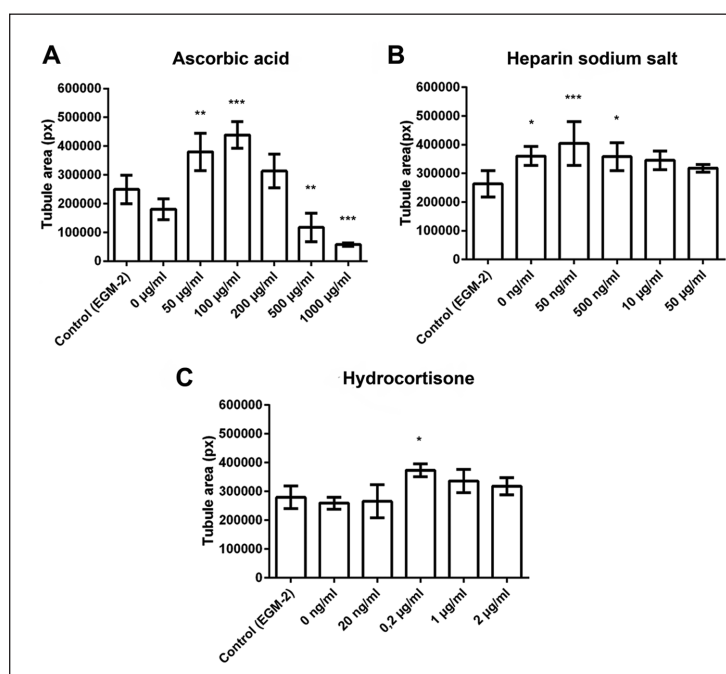 A
Ascorbic acid
Tubule area (px)
600000
500000
400000
300000
200000
100000
0
** *** ** ***
Control (EGM-2)
0 µg/ml
50 µg/ml
100 µg/ml
200 µg/ml
500 µg/ml
1000 µg/ml
B
Heparin sodium salt
Tubule area(px)
600000
500000
400000
300000
200000
100000
0
* *** *
Control (EGM-2)
0 ng/ml
50 ng/ml
500 ng/ml
10 µg/ml
50 µg/ml
C
Hydrocortisone
Tubule area (px)
600000
500000
400000
300000
200000
100000
0
*
Control (EGM-2)
0 ng/ml
20 ng/ml
0,2 µg/ml
1 µg/ml
2 µg/ml